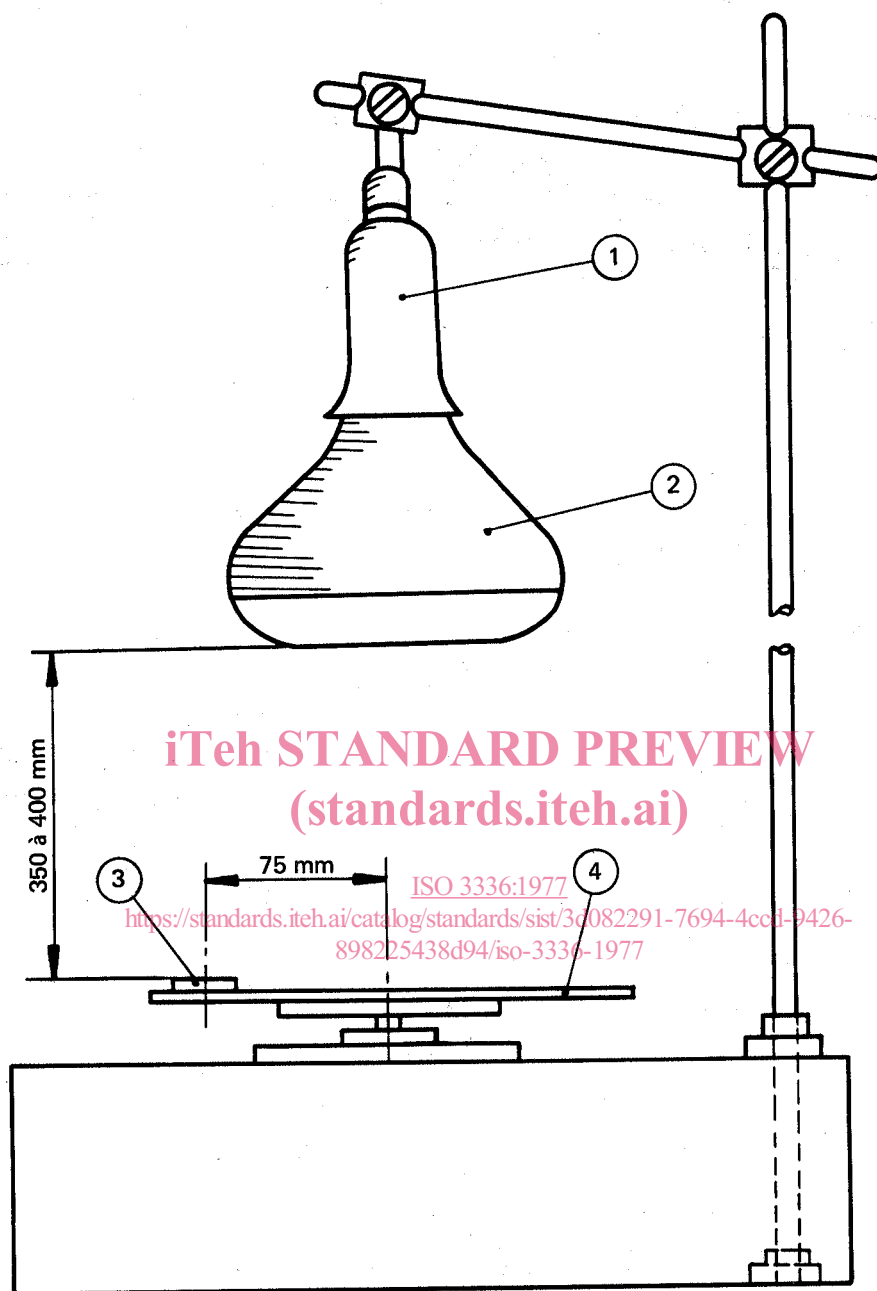 1
2
350 à 400 mm
iTeh STANDARD PREVIEW
(standards.iteh.ai)
75 mm
3
4
ISO 3336:1977
https://standards.iteh.ai/catalog/standards/sist/3d082291-7694-4ccd-9426-
898225438d94/iso-3336-1977